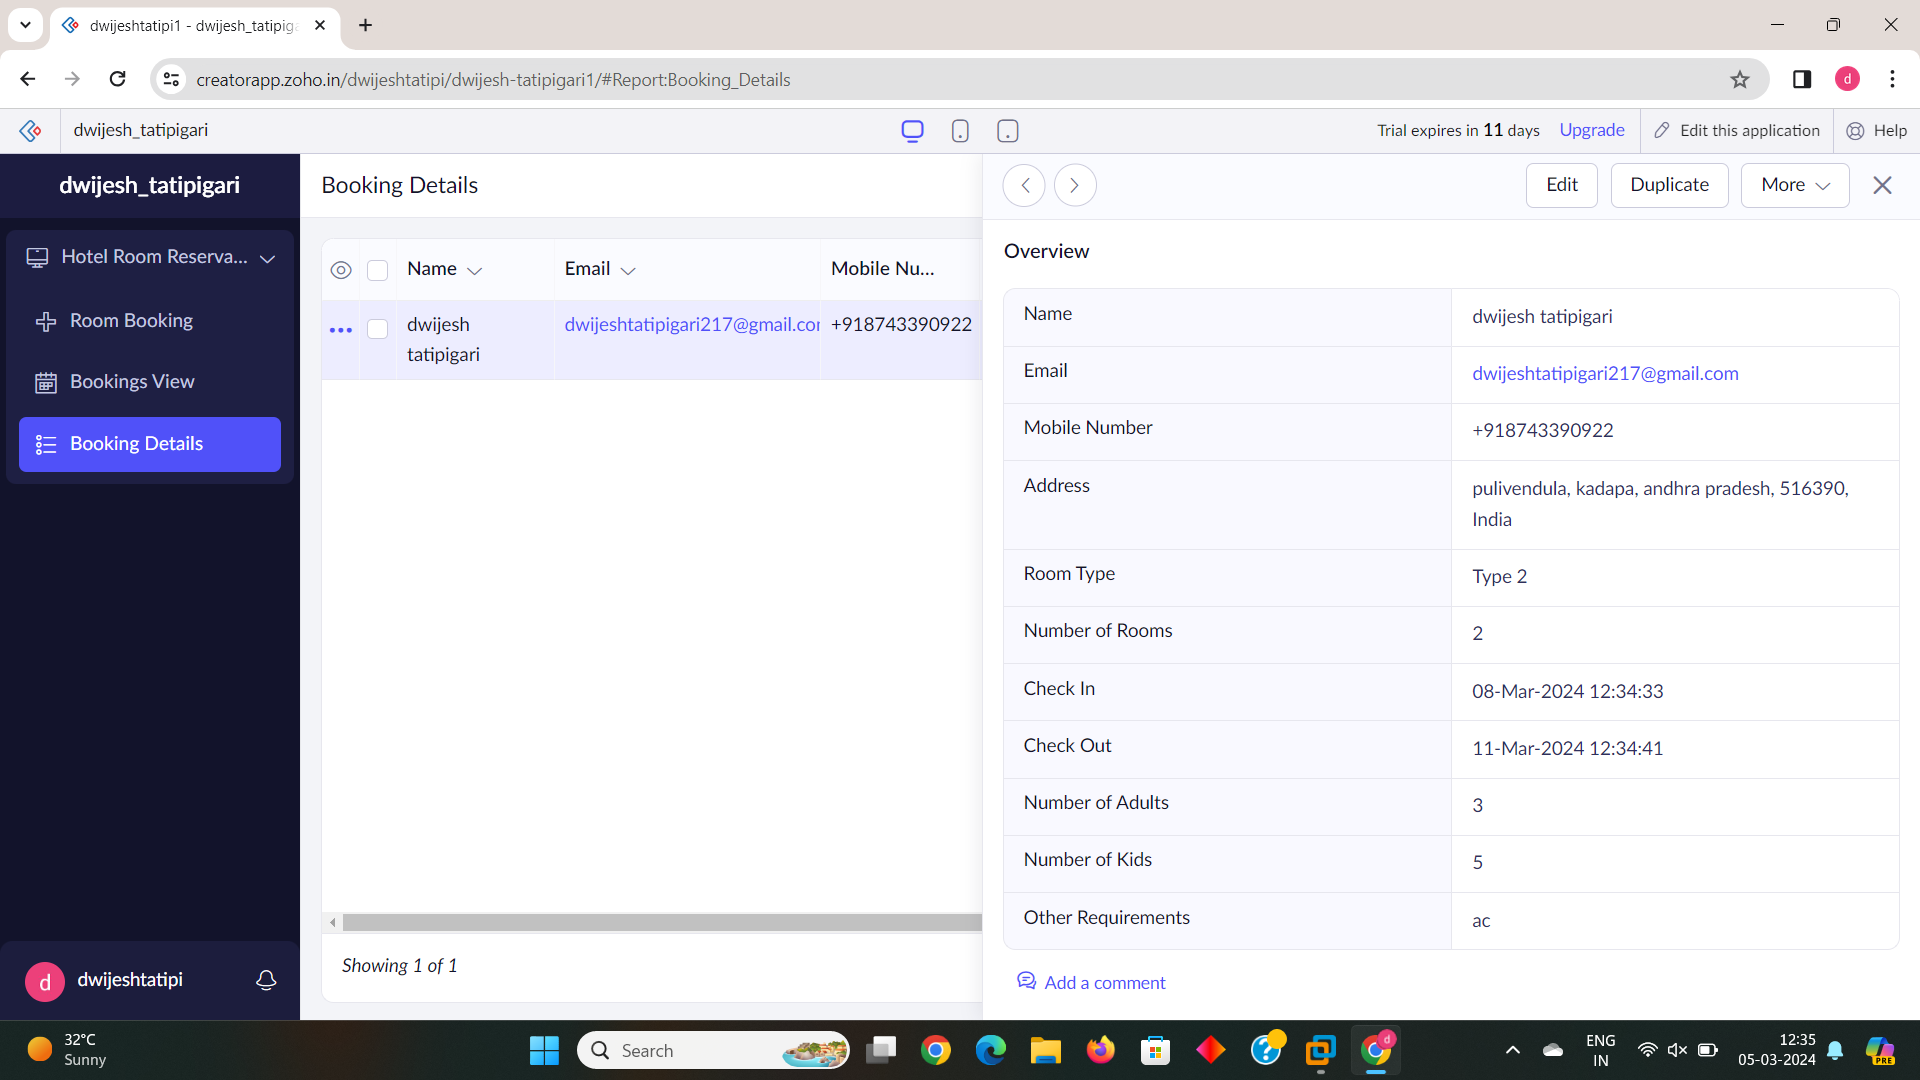 dwijeshtatipi1 - dwijesh_tatipiga
creatorapp.zoho.in/dwijeshtatipi/dwijesh-tatipigari1/#Report:Booking_Details
d
dwijesh_tatipigari
Trial expires in 11 days
Upgrade
Edit this application
Help
dwijesh_tatipigari
Hotel Room Reserva...
Room Booking
Bookings View
Booking Details
dwijeshtatipi
d
Booking Details
Name
Email
Mobile Nu...
dwijesh
tatipigari
dwijeshtatipigari217@gmail.cor
+918743390922
Showing 1 of 1
Edit
Duplicate
More
Overview
Name
dwijesh tatipigari
Email
dwijeshtatipigari217@gmail.com
Mobile Number
+918743390922
Address
pulivendula, kadapa, andhra pradesh, 516390,
India
Room Type
Type 2
Number of Rooms
2
Check In
08-Mar-2024 12:34:33
Check Out
11-Mar-2024 12:34:41
Number of Adults
3
Number of Kids
5
Other Requirements
ac
Add a comment
32°C
Sunny
Search
d
ENG
IN
12:35
05-03-2024
PRE